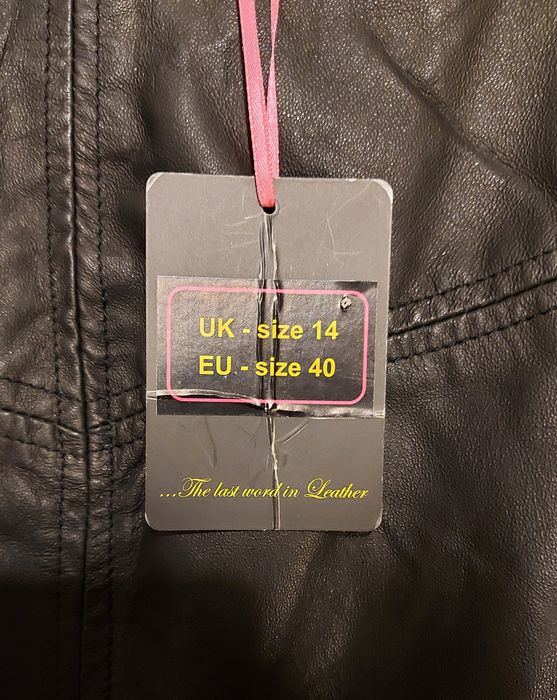 UK - size 14
EU - size 40
...The last word in Leather